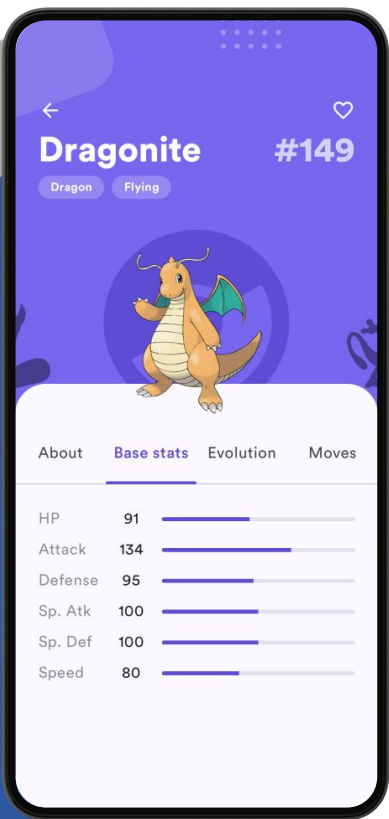 Dragonite #149
Dragon Flying
About Base stats Evolution Moves
HP 91
Attack 134
Defense 95
Sp. Atk 100
Sp. Def 100
Speed 80